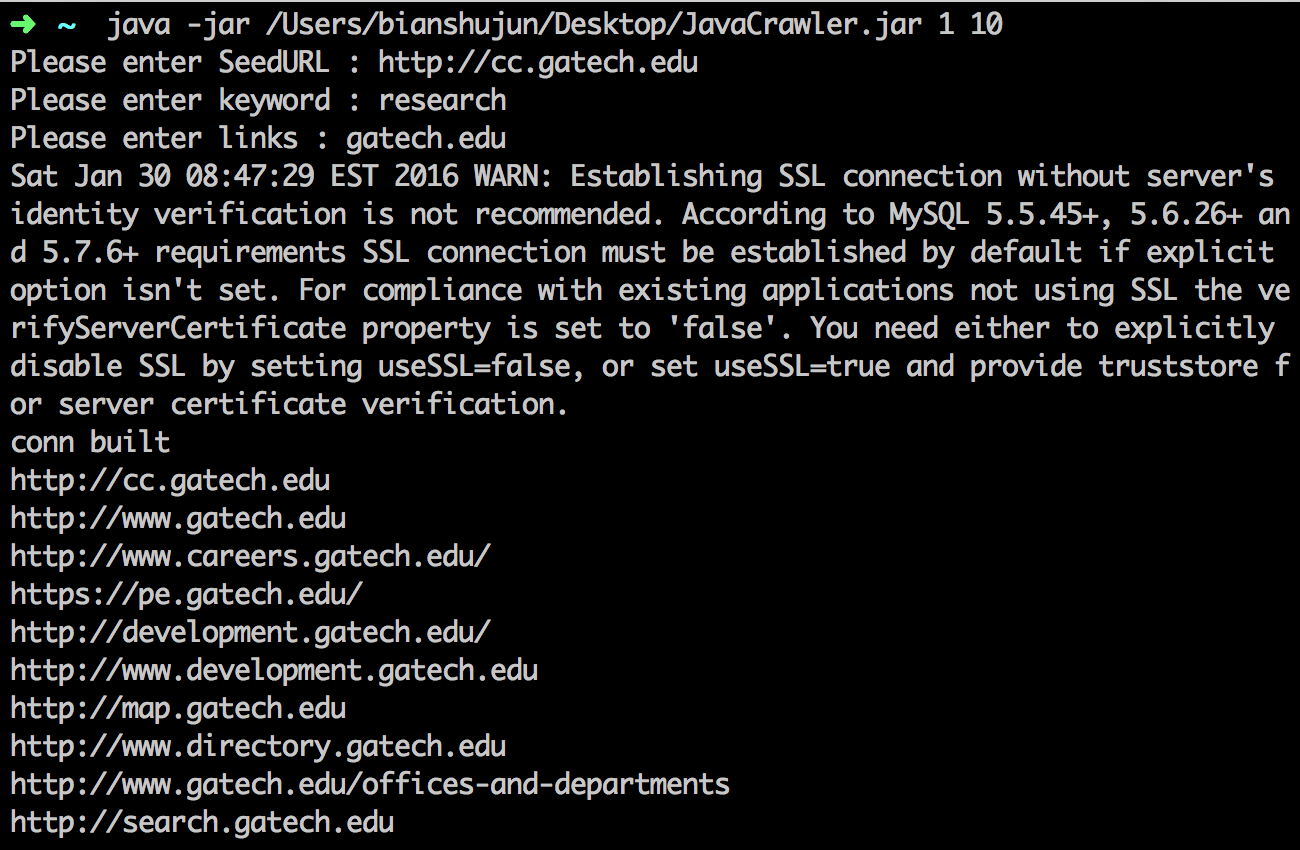 ➜ ~ java -jar /Users/bianshujun/Desktop/JavaCrawler.jar 1 10
Please enter SeedURL : http://cc.gatech.edu
Please enter keyword : research
Please enter links : gatech.edu
Sat Jan 30 08:47:29 EST 2016 WARN: Establishing SSL connection without server's
identity verification is not recommended. According to MySQL 5.5.45+, 5.6.26+ an
d 5.7.6+ requirements SSL connection must be established by default if explicit
option isn't set. For compliance with existing applications not using SSL the ve
rifyServerCertificate property is set to 'false'. You need either to explicitly
disable SSL by setting useSSL=false, or set useSSL=true and provide truststore f
or server certificate verification.
conn built
http://cc.gatech.edu
http://www.gatech.edu
http://www.careers.gatech.edu/
https://pe.gatech.edu/
http://development.gatech.edu/
http://www.development.gatech.edu
http://map.gatech.edu
http://www.directory.gatech.edu
http://www.gatech.edu/offices-and-departments
http://search.gatech.edu